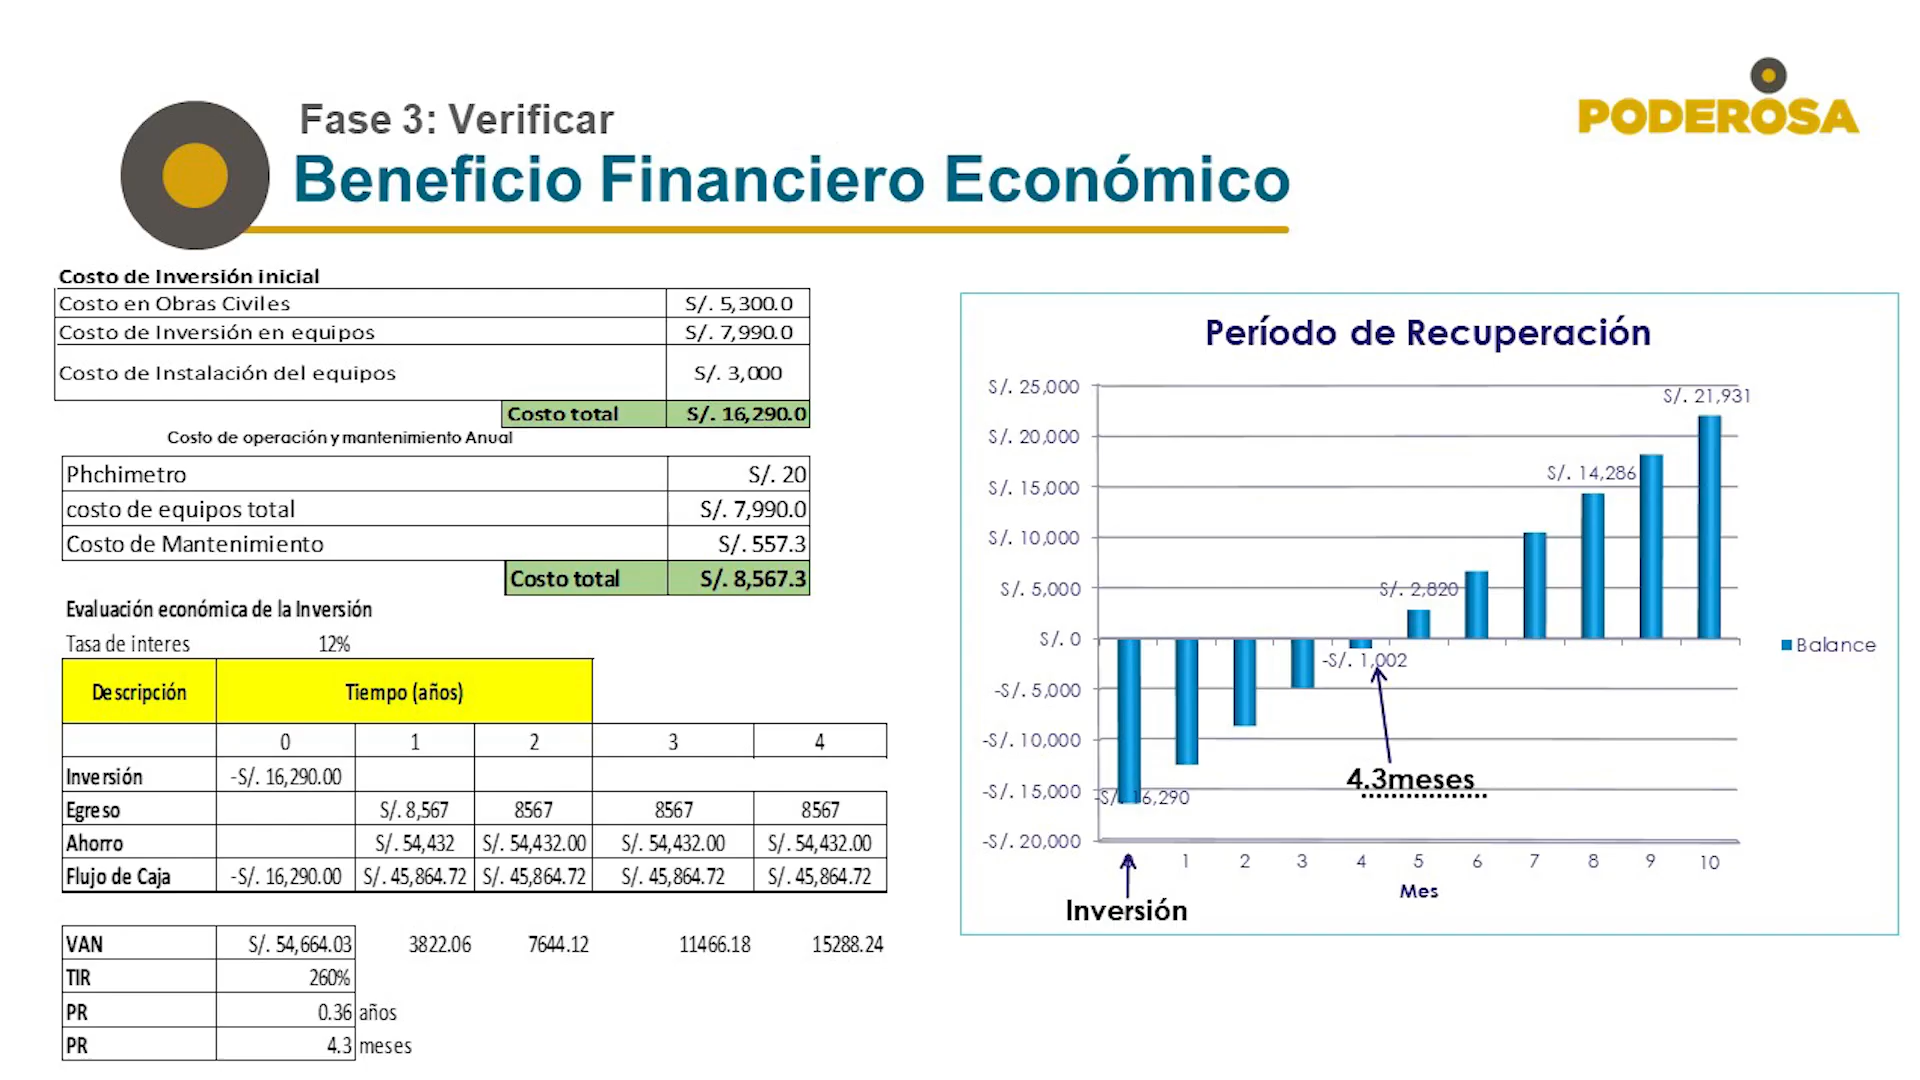 PODEROSA
Fase 3: Verificar
Beneficio Financiero Económico
Costo de Inversión inicial
Costo en Obras Civiles S/. 5,300.0
Costo de Inversión en equipos S/. 7,990.0
Costo de Instalación del equipos S/. 3,000
Costo total S/. 16,290.0
Costo de operación y mantenimiento Anual
Phchimetro S/. 20
costo de equipos total S/. 7,990.0
Costo de Mantenimiento S/. 557.3
Costo total S/. 8,567.3
Evaluación económica de la Inversión
Tasa de interes 12%
Descripción Tiempo (años)
0 1 2 3 4
Inversión -S/. 16,290.00
Egreso S/. 8,567 8567 8567 8567
Ahorro S/. 54,432 S/. 54,432.00 S/. 54,432.00 S/. 54,432.00
Flujo de Caja -S/. 16,290.00 S/. 45,864.72 S/. 45,864.72 S/. 45,864.72 S/. 45,864.72
VAN S/. 54,664.03 3822.06 7644.12 11466.18 15288.24
TIR 260%
PR 0.36 años
PR 4.3 meses
Período de Recuperación
S/. 25,000
S/. 20,000
S/. 15,000
S/. 10,000
S/. 5,000
S/. 0
-S/. 5,000
-S/. 10,000
-S/. 15,000
-S/. 20,000
S/. 21,931
S/. 14,286
S/. 2,820
-S/. 1,002
-S/. 16,290
4.3meses
Balance
1 2 3 4 5 6 7 8 9 10
Mes
Inversión